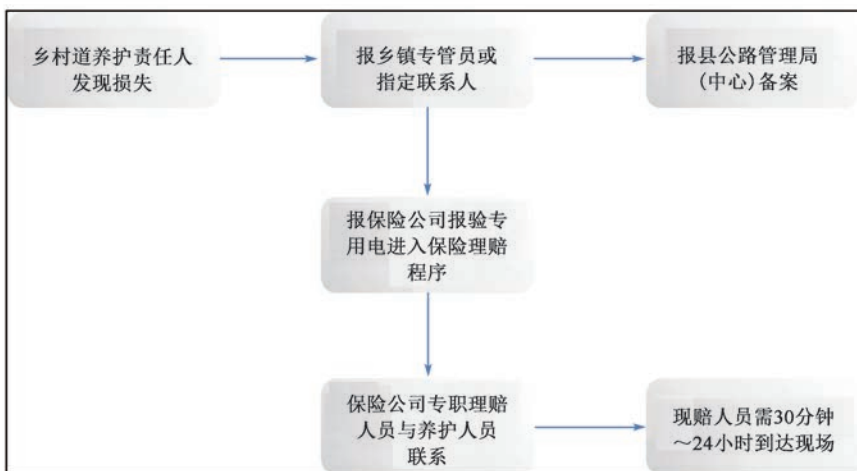 乡村道养护责任人
发现损失
报乡镇专管员或
指定联系人
报县公路管理局
(中心)备案
报保险公司报验专
用电进入保险理赔
程序
保险公司专职理赔
人员与养护人员
联系
现赔人员需30分钟
~24小时到达现场